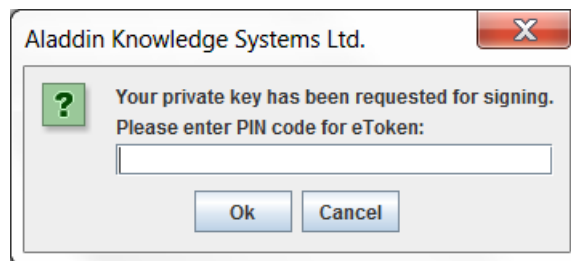 Aladdin Knowledge Systems Ltd.
Your private key has been requested for signing.
Please enter PIN code for eToken:
Ok
Cancel